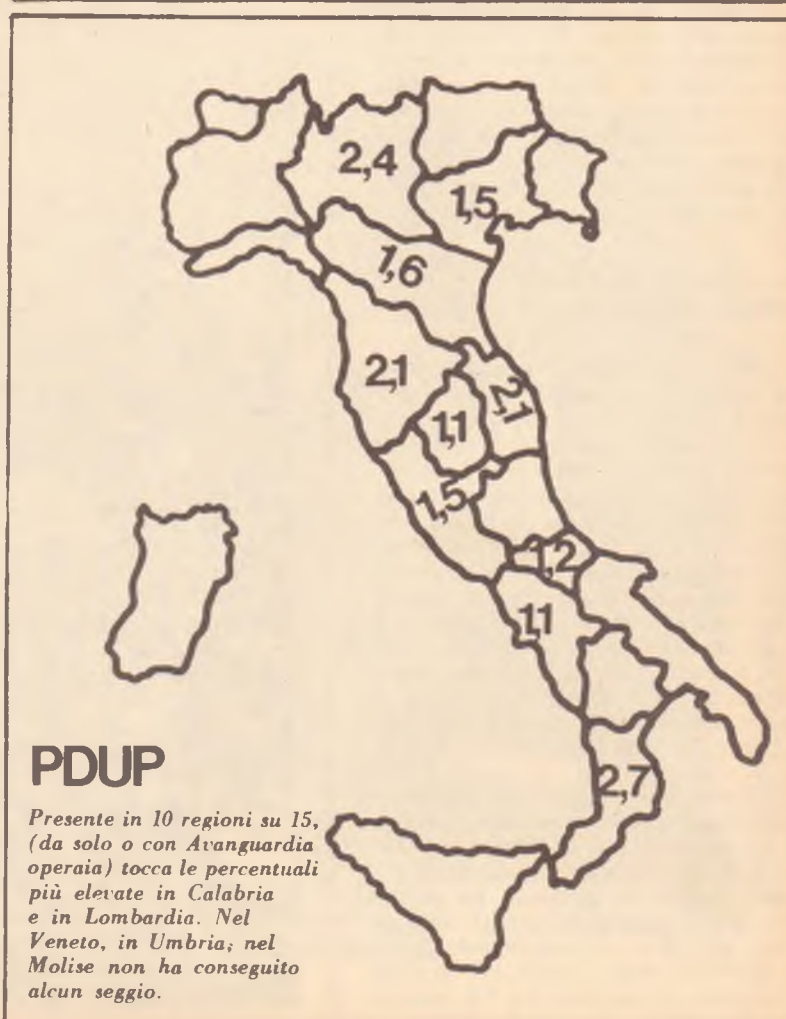 2,4
1,5
1,6
2,1
2,1
1,1
1,5
1,2
1,1
2,7
PDUP
Presente in 10 regioni su 15,
(da solo o con Avanguardia
operaia) tocca le percentuali
più elevate in Calabria
e in Lombardia. Nel
Veneto, in Umbria; nel
Molise non ha conseguito
alcun seggio.